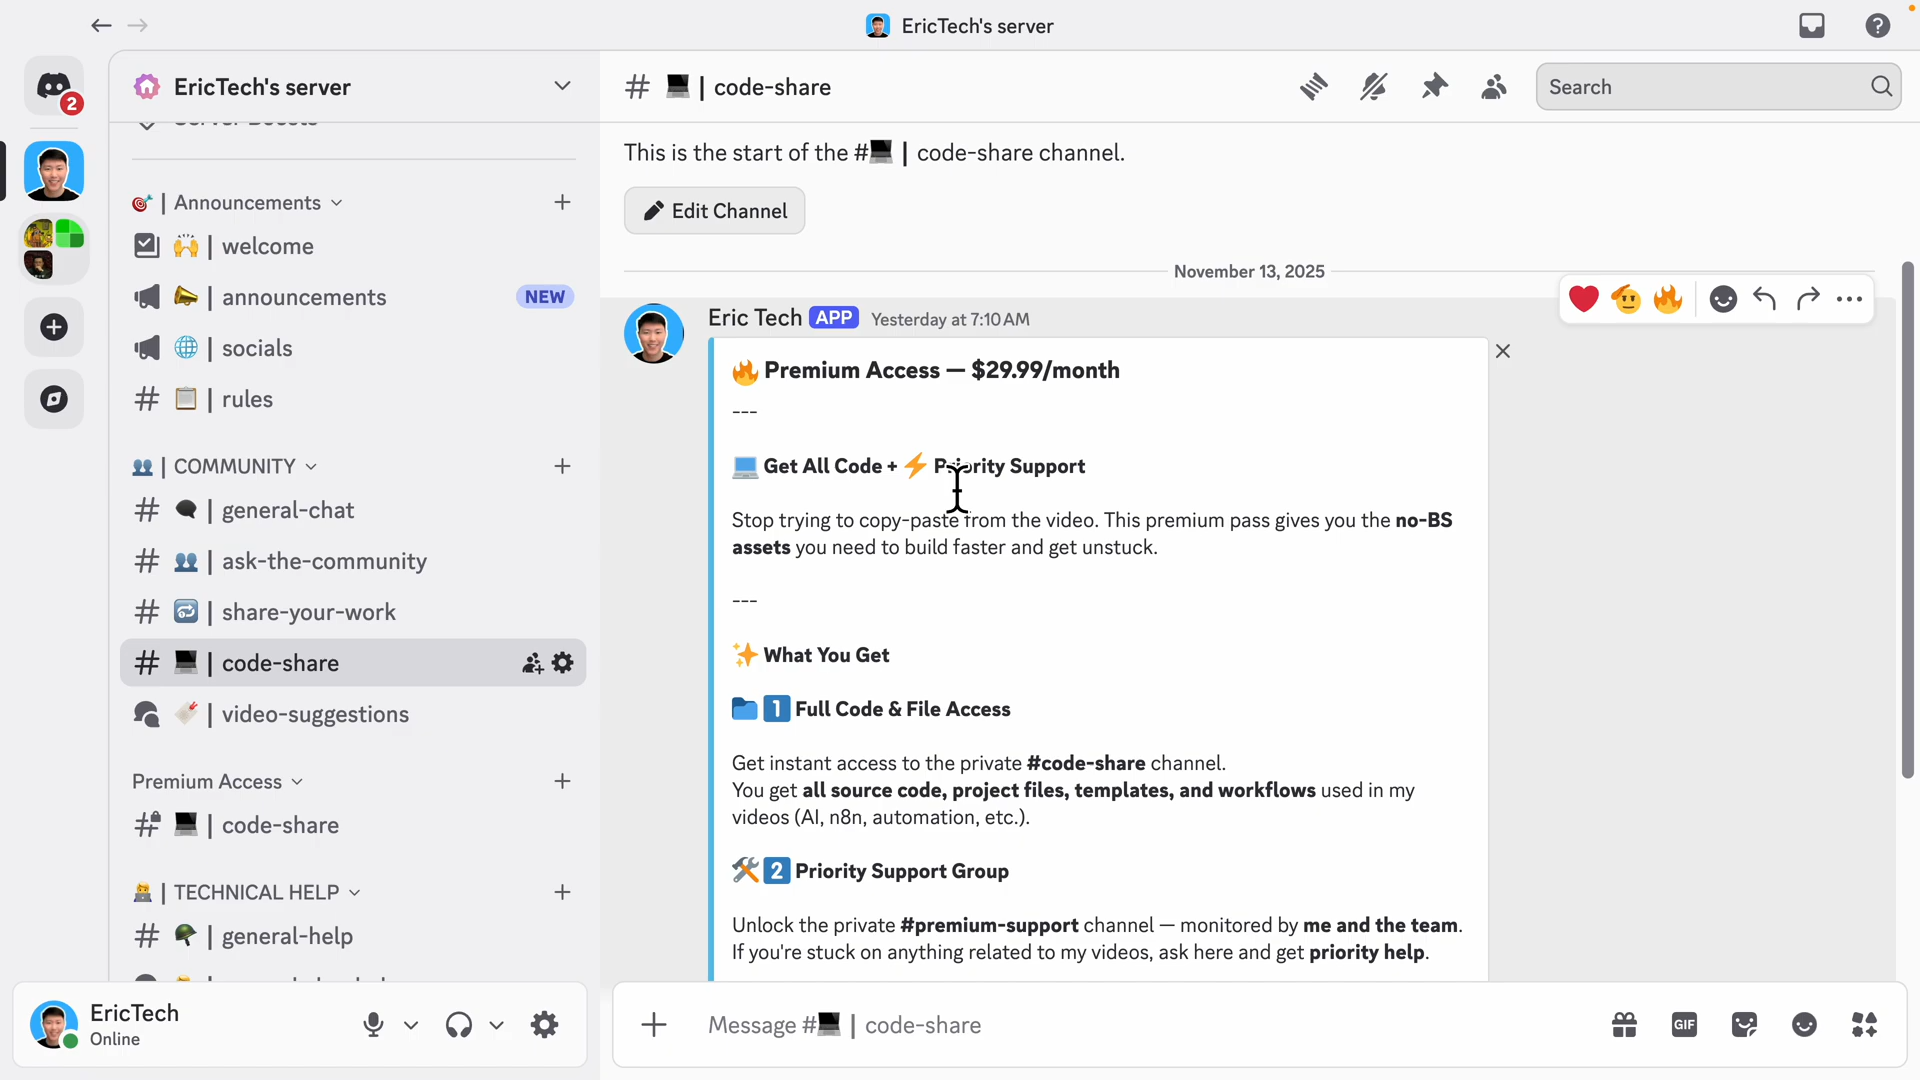 EricTech's server
2
EricTech's server
Announcements
welcome
announcements
NEW
socials
rules
COMMUNITY
general-chat
ask-the-community
share-your-work
code-share
video-suggestions
Premium Access
code-share
TECHNICAL HELP
general-help
EricTech
Online
# | code-share
Search
This is the start of the # | code-share channel.
Edit Channel
November 13, 2025
Eric Tech APP Yesterday at 7:10 AM
Premium Access — $29.99/month
---
Get All Code + Priority Support
Stop trying to copy-paste from the video. This premium pass gives you the no-BS
assets you need to build faster and get unstuck.
---
What You Get
1 Full Code & File Access
Get instant access to the private #code-share channel.
You get all source code, project files, templates, and workflows used in my
videos (AI, n8n, automation, etc.).
2 Priority Support Group
Unlock the private #premium-support channel — monitored by me and the team.
If you're stuck on anything related to my videos, ask here and get priority help.
Message # | code-share
GIF